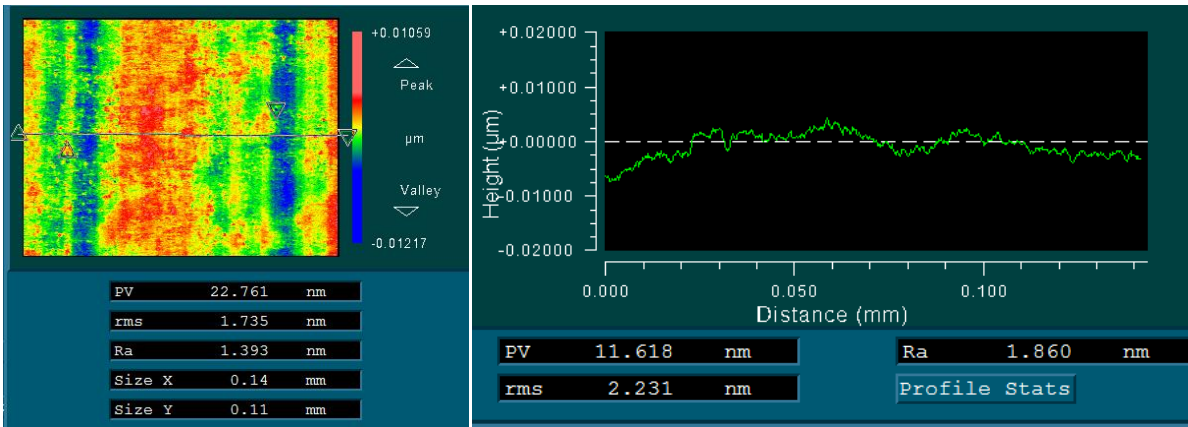 +0.01059
Peak
µm
Valley
-0.01217
PV 22.761 nm
rms 1.735 nm
Ra 1.393 nm
Size X 0.14 mm
Size Y 0.11 mm
+0.02000
+0.01000
+0.00000
-0.01000
-0.02000
Height (µm)
0.000 0.050 0.100
Distance (mm)
PV 11.618 nm
Ra 1.860 nm
rms 2.231 nm
Profile Stats